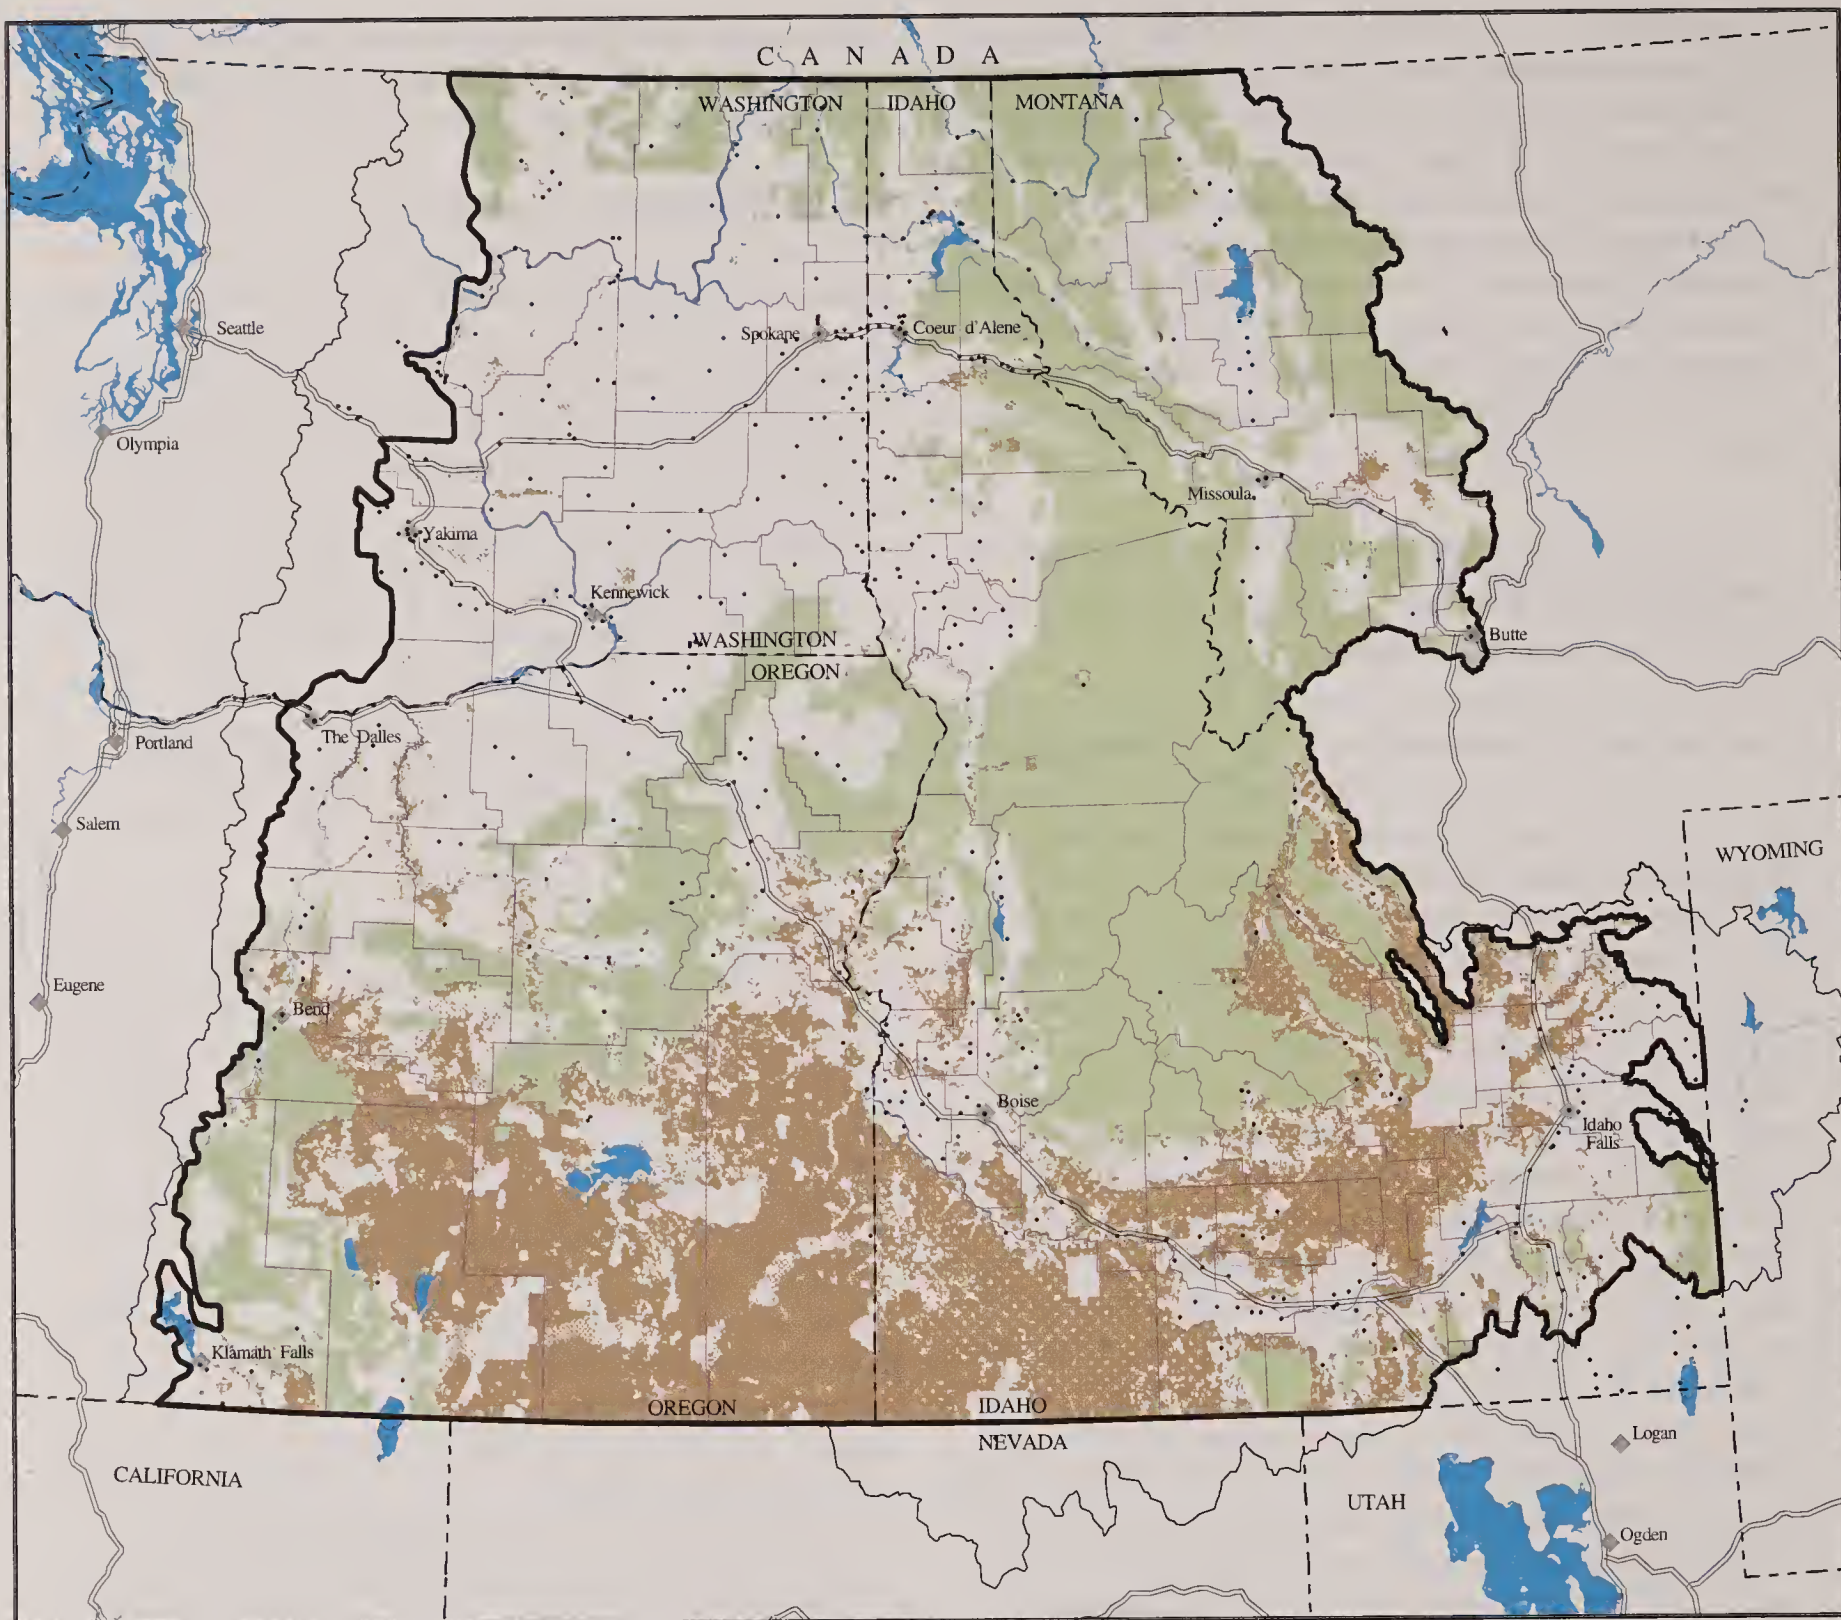 C A N A D A
WASHINGTON
IDAHO
MONTANA
Seattle
Spokane
Coeur d'Alene
Olympia
Missoula
Yakima
Kennewick
WASHINGTON
OREGON
Butte
The Dalles
Portland
Salem
WYOMING
Eugene
Bend
Boise
Idaho
Falls
Klamath Falls
OREGON
IDAHO
NEVADA
Logan
CALIFORNIA
UTAH
Ogden